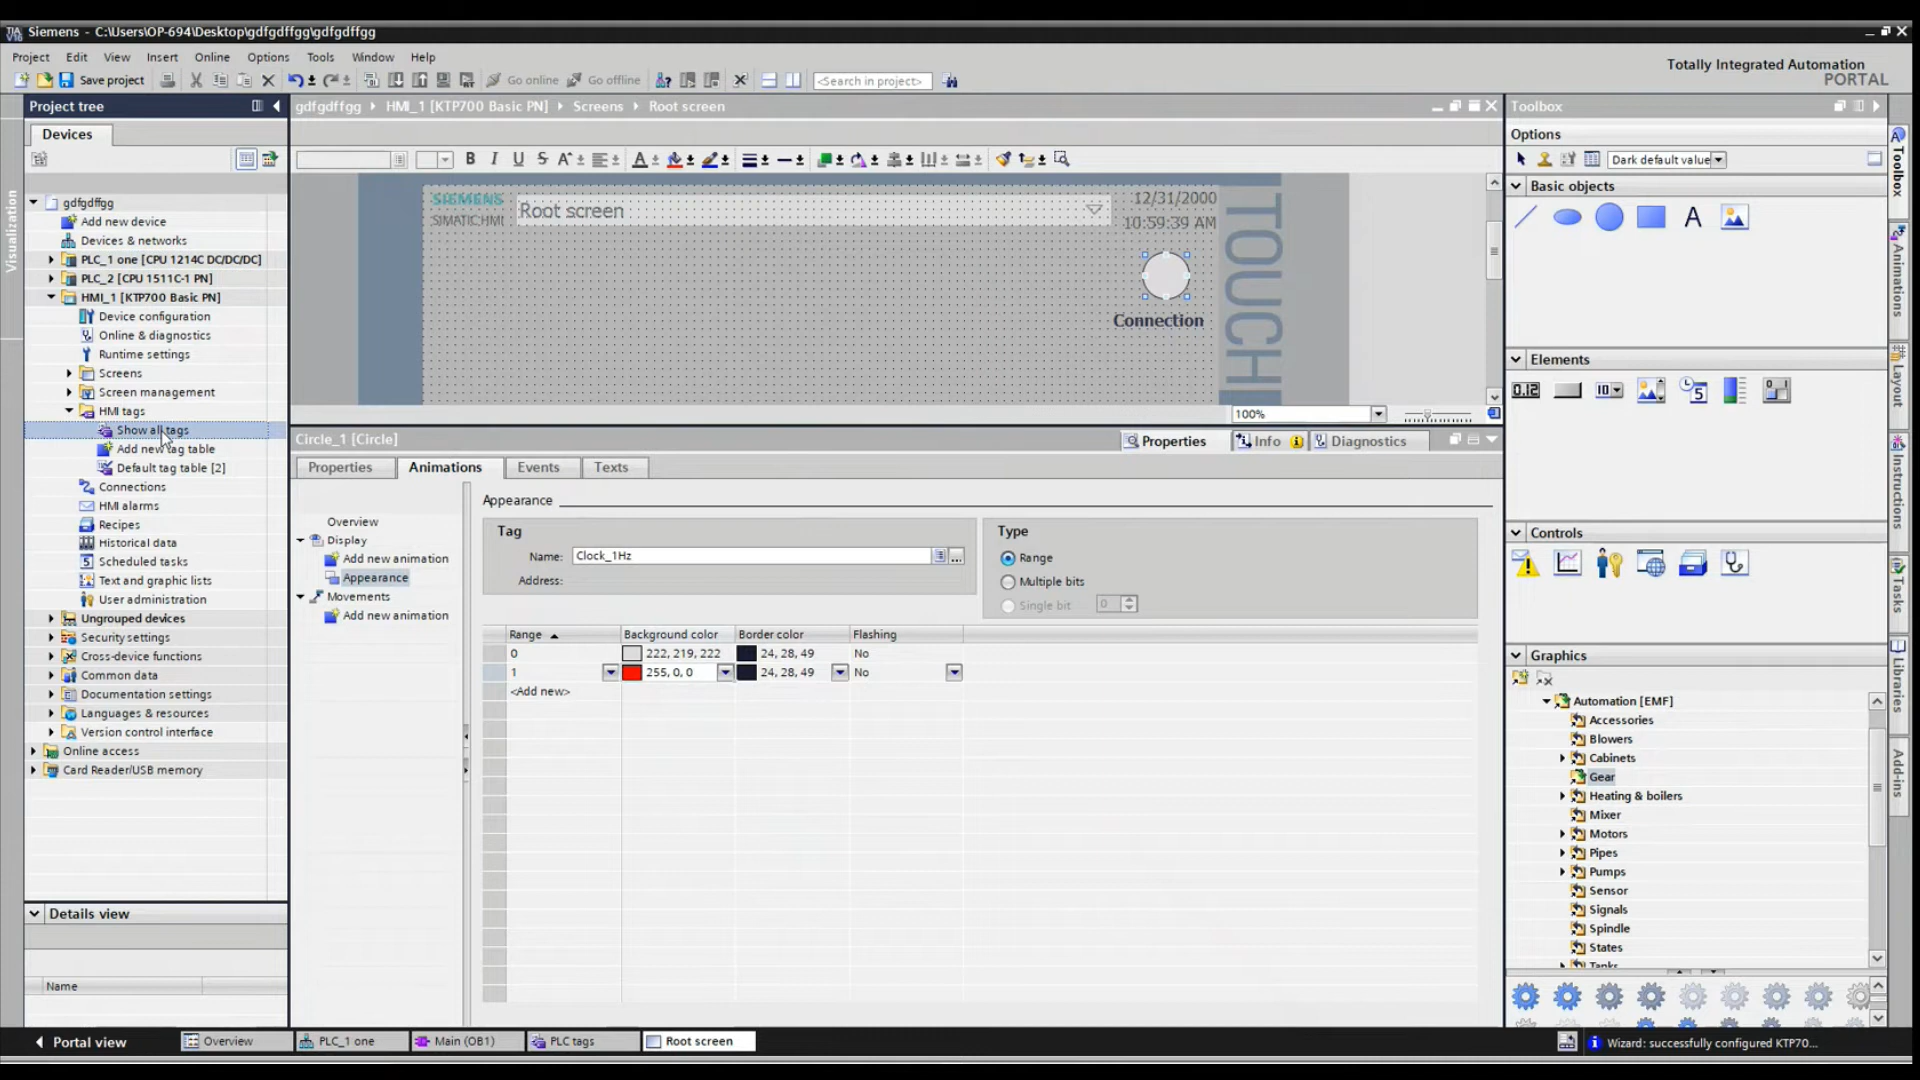 Siemens - C:\Users\OP-694\Desktop\gdfgdffgg\gdfgdffgg
Project Edit View Insert Online Options Tools Window Help
Totally Integrated Automation
PORTAL
Save project
Go online
Go offline
<Search in project>
Project tree
gdfgdffgg HMI_1 [KTP700 Basic PN] Screens Root screen
Toolbox
Devices
Options
Dark default value
Basic objects
gdfgdffgg
Add new device
Devices & networks
PLC_1 one [CPU 1214C DC/DC/DC]
PLC_2 [CPU 1511C-1 PN]
HMI_1 [KTP700 Basic PN]
Device configuration
Online & diagnostics
Runtime settings
Screens
Screen management
HMI tags
Show all tags
Add new tag table
Default tag table [2]
Connections
HMI alarms
Recipes
Historical data
Scheduled tasks
Text and graphic lists
User administration
Ungrouped devices
Security settings
Cross-device functions
Common data
Documentation settings
Languages & resources
Version control interface
Online access
Card Reader/USB memory
Details view
Name
Visualization
SIEMENS
SIMATIC HMI
Root screen
12/31/2000
10:59:39 AM
Connection
TOUCH
100%
Circle_1 [Circle]
Properties Info Diagnostics
Properties Animations Events Texts
Overview
Display
Add new animation
Appearance
Movements
Add new animation
Appearance
Tag
Name: Clock_1Hz
Address:
Type
Range
Multiple bits
Single bit 0
Range Background color Border color Flashing
0 222, 219, 222 24, 28, 49 No
1 255, 0, 0 24, 28, 49 No
<Add new>
Elements
Controls
Graphics
Automation [EMF]
Accessories
Blowers
Cabinets
Gear
Heating & boilers
Mixer
Motors
Pipes
Pumps
Sensor
Signals
Spindle
States
Tanks
Toolbox
Animations
Layout
Instructions
Tasks
Libraries
Add-ins
Portal view Overview PLC_1 one Main (OB1) PLC tags Root screen
Wizard: successfully configured KTP70...